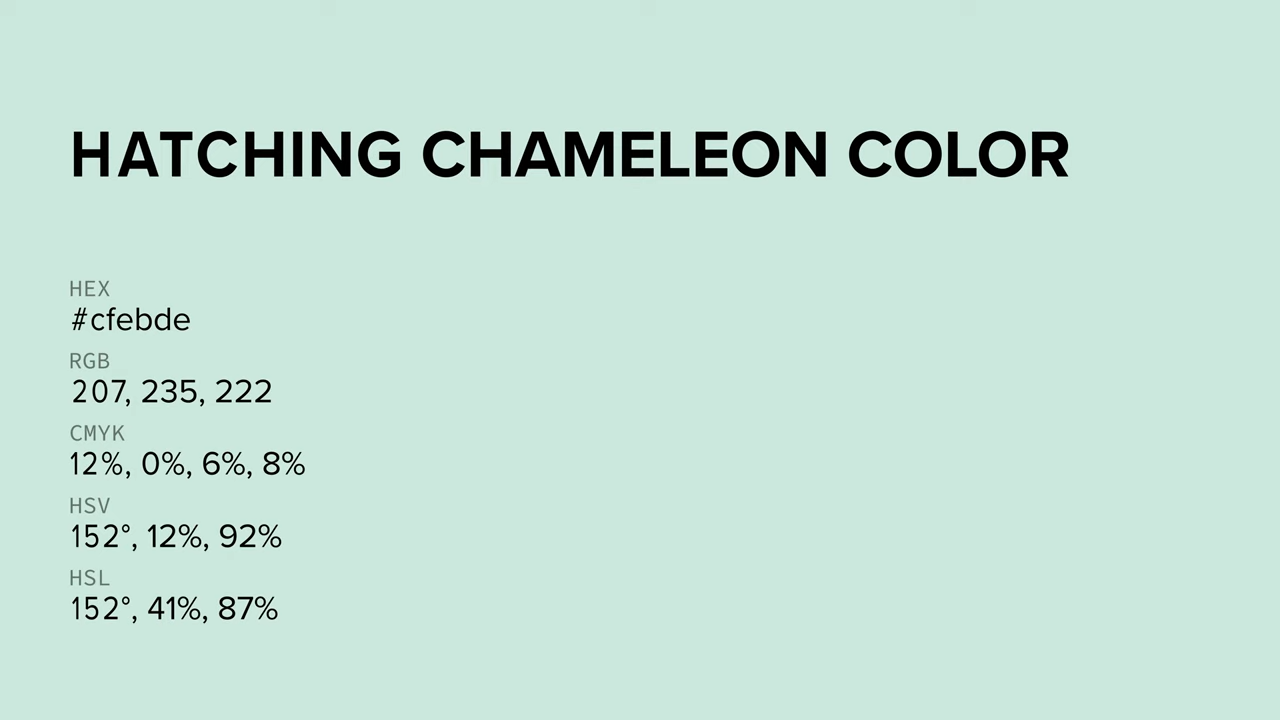 HATCHING CHAMELEON COLOR
HEX
#cfebde
RGB
207, 235, 222
CMYK
12%, 0%, 6%, 8%
HSV
152°, 12%, 92%
HSL
152°, 41%, 87%